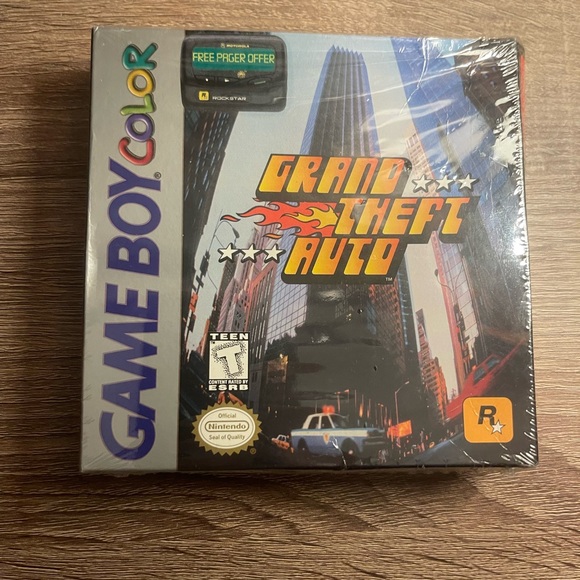 GAME BOY COLOR
MOTOROLA
FREE PAGER OFFER
R
ROCKSTAR
GRAND
THEFT
AUTO
TM
TEEN
T
CONTENT RATED BY
ESRB
Official
Nintendo
Seal of Quality
R